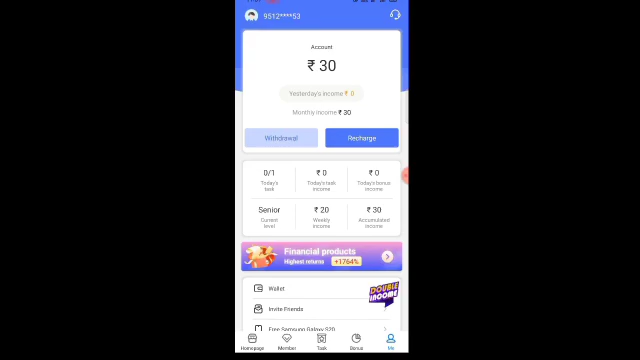 9512****53
Account
₹ 30
Yesterday's income ₹ 0
Monthly income ₹ 30
Withdrawal
Recharge
0/1
₹ 0
₹ 0
Today's task
Today's task income
Today's bonus income
Senior
₹ 20
₹ 30
Current level
Weekly income
Accumulated income
Financial products
Highest returns +1764%
Wallet
DOUBLE INCOME
Invite Friends
Free Samsung Galaxy S20
Homepage
Member
Task
Bonus
Me